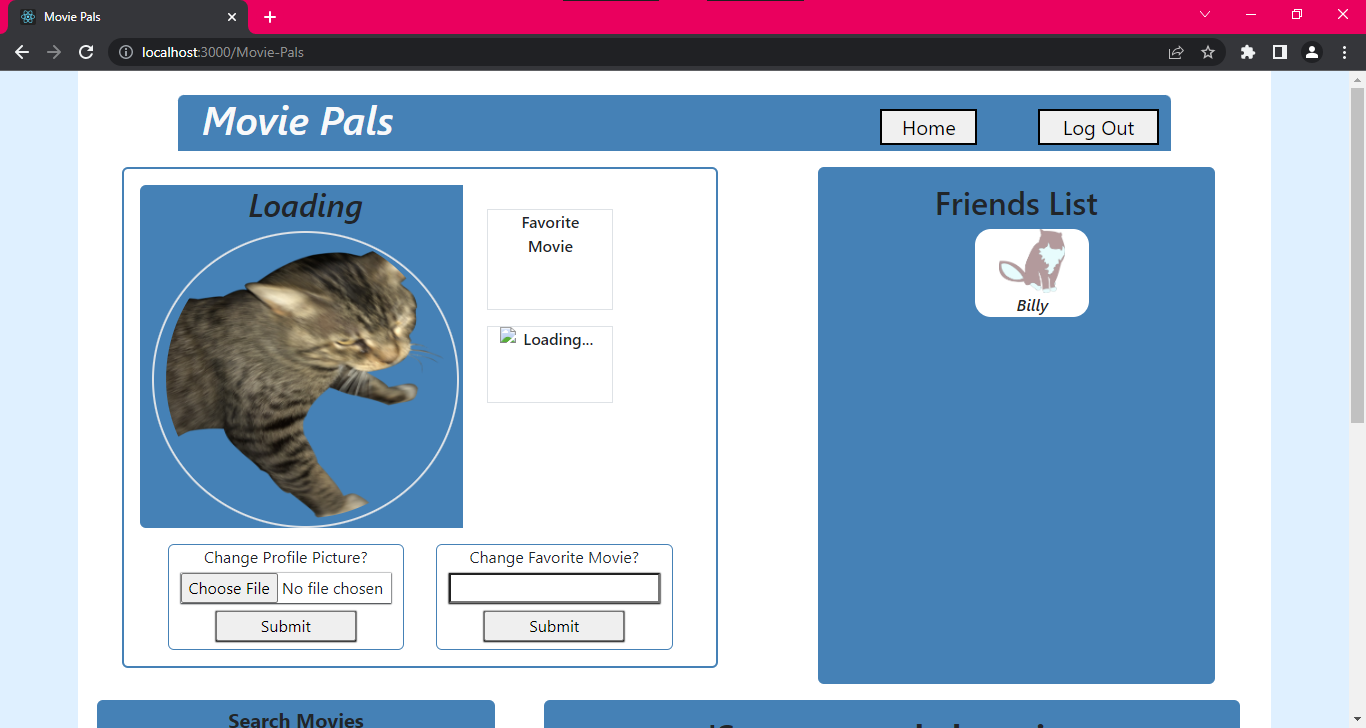 Movie Pals
localhost:3000/Movie-Pals
Movie Pals
Home
Log Out
Loading
Favorite
Movie
Loading...
Friends List
Billy
Change Profile Picture?
Choose File No file chosen
Submit
Change Favorite Movie?
Submit
Search Movies